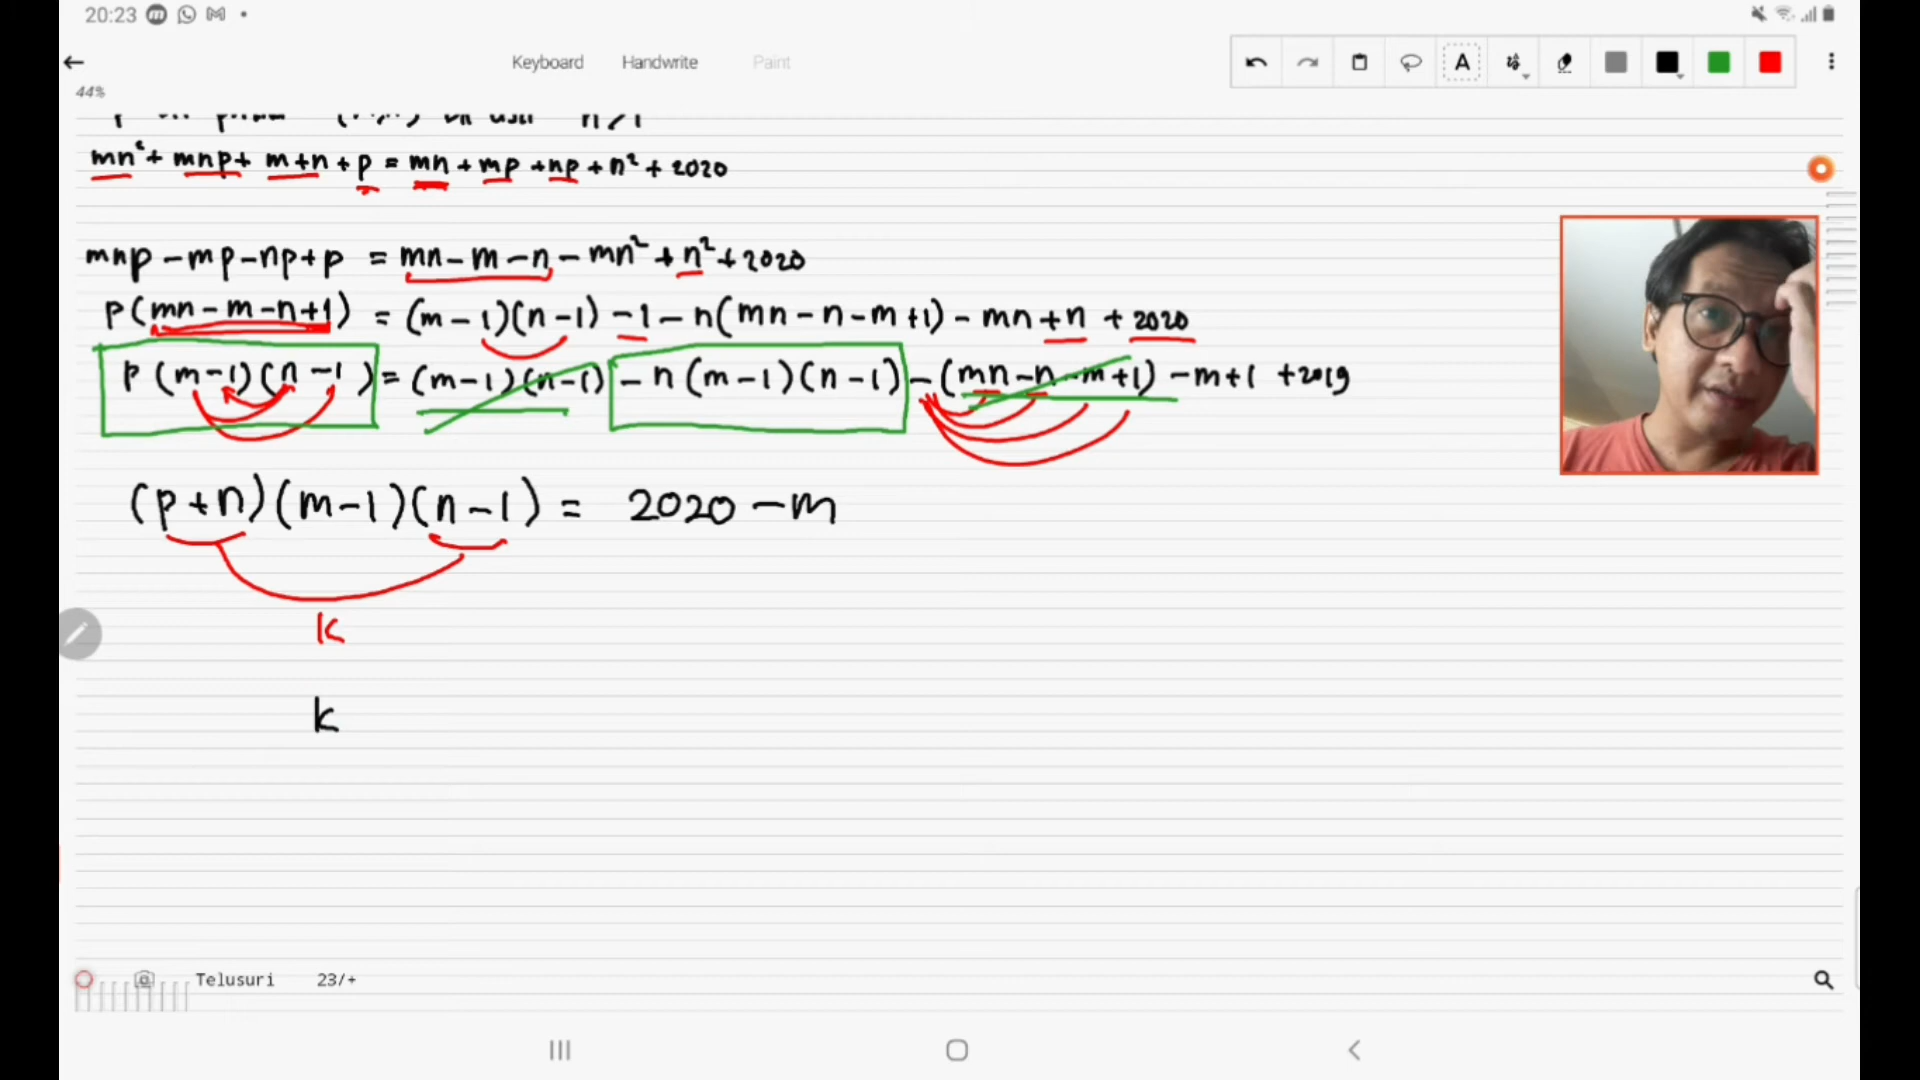 20:23
Keyboard Handwrite Paint
A
44%
mn² + mnp + m+n + p = mn + mp + np + n² + 2020
mnp - mp - np + p = mn - m - n - mn² + n² + 2020
p(mn - m - n + 1) = (m - 1)(n - 1) - 1 - n(mn - n - m + 1) - mn + n + 2020
p(m - 1)(n - 1) = (m - 1)(n - 1) - n(m - 1)(n - 1) - (mn - n - m + 1) - m + 1 + 2019
(p + n)(m - 1)(n - 1) = 2020 - m
k
k
Telusuri 23/+